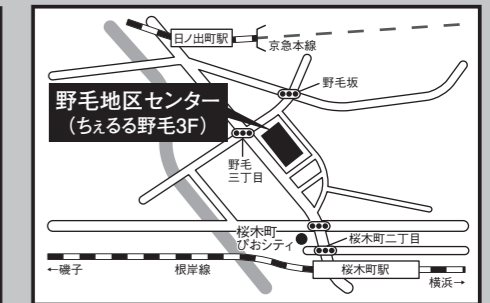 日ノ出町駅
京急本線
野毛坂
野毛地区センター
（ちぇるる野毛3F）
野毛
三丁目
桜木町
ぴおシティ
桜木町二丁目
←磯子
根岸線
桜木町駅
横浜→